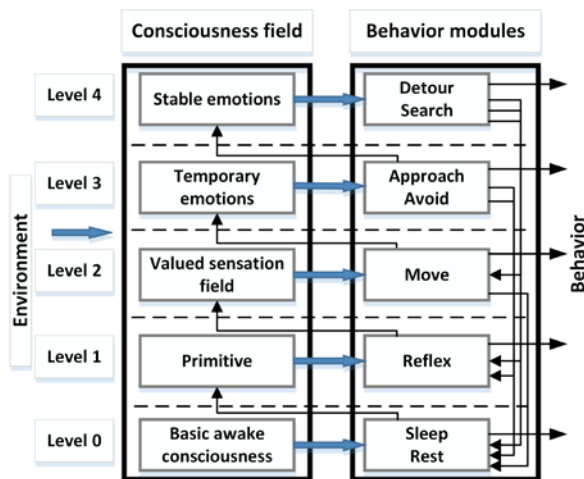 Consciousness field
Behavior modules
Level 4
Stable emotions
Detour
Search
Level 3
Temporary
emotions
Approach
Avoid
Environment
Level 2
Valued sensation
field
Move
Behavior
Level 1
Primitive
Reflex
Level 0
Basic awake
consciousness
Sleep
Rest